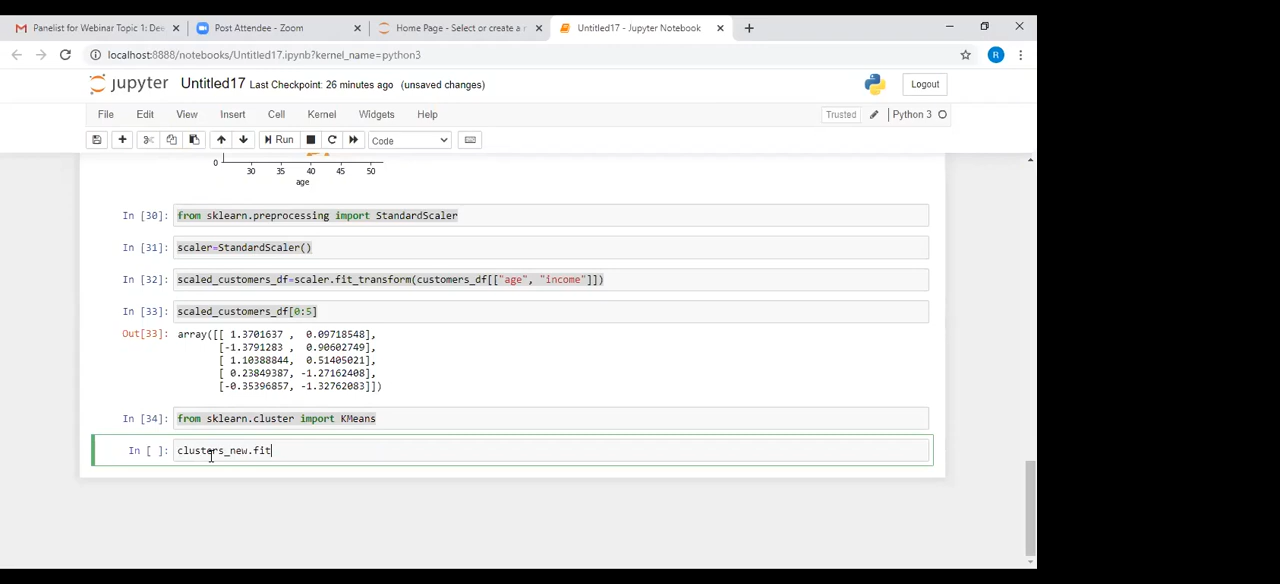 Panelist for Webinar Topic 1: Dee
Post Attendee - Zoom
Home Page - Select or create a n
Untitled17 - Jupyter Notebook
localhost:8888/notebooks/Untitled17.ipynb?kernel_name=python3
R
jupyter Untitled17 Last Checkpoint: 26 minutes ago (unsaved changes)
Logout
File Edit View Insert Cell Kernel Widgets Help
Trusted Python 3
Run Code
0
30 35 40 45 50
age
In [30]: from sklearn.preprocessing import StandardScaler
In [31]: scaler=StandardScaler()
In [32]: scaled_customers_df=scaler.fit_transform(customers_df[["age", "income"]])
In [33]: scaled_customers_df[0:5]
Out[33]: array([[ 1.3701637 , 0.09718548],
[-1.3791283 , 0.90602749],
[ 1.10388844, 0.51405021],
[ 0.23849387, -1.27162408],
[-0.35396857, -1.32762083]])
In [34]: from sklearn.cluster import KMeans
In [ ]: clusters_new.fit